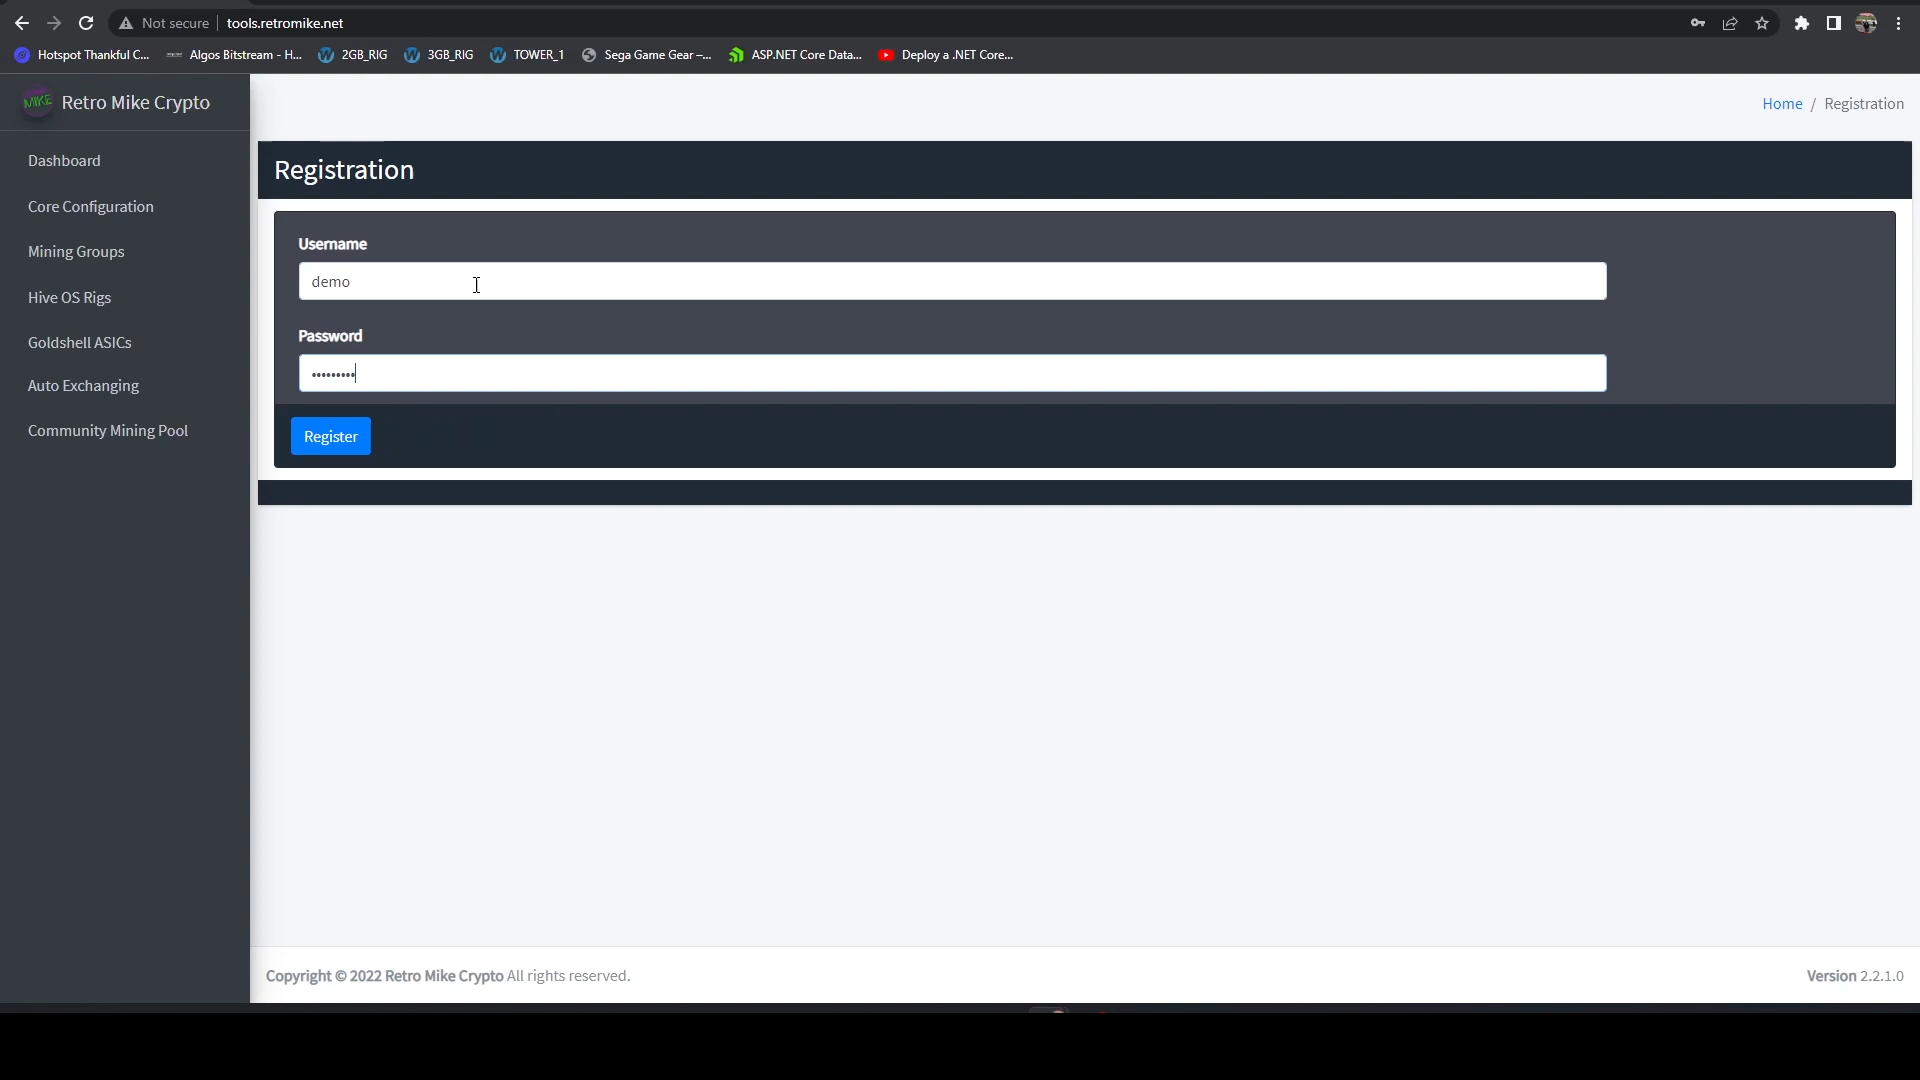 Not secure tools.retromike.net
Hotspot Thankful C... Algos Bitstream - H... 2GB_RIG 3GB_RIG TOWER_1 Sega Game Gear –... ASP.NET Core Data... Deploy a .NET Core...
MIKE Retro Mike Crypto
Home / Registration
Dashboard
Core Configuration
Mining Groups
Hive OS Rigs
Goldshell ASICs
Auto Exchanging
Community Mining Pool
Registration
Username
demo
Password
•••••••••
Register
Copyright © 2022 Retro Mike Crypto All rights reserved.
Version 2.2.1.0